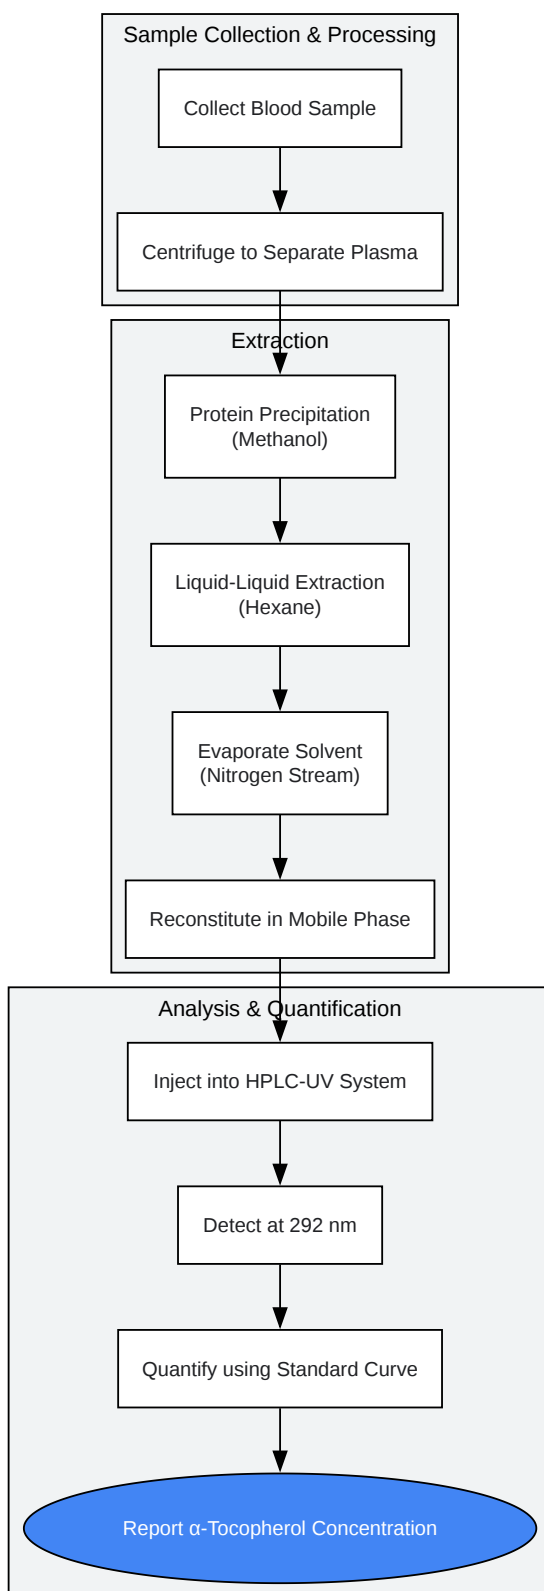 Sample Collection & Processing
Collect Blood Sample
Centrifuge to Separate Plasma
Extraction
Protein Precipitation
(Methanol)
Liquid-Liquid Extraction
(Hexane)
Evaporate Solvent
(Nitrogen Stream)
Reconstitute in Mobile Phase
Analysis & Quantification
Inject into HPLC-UV System
Detect at 292 nm
Quantify using Standard Curve
Report α-Tocopherol Concentration